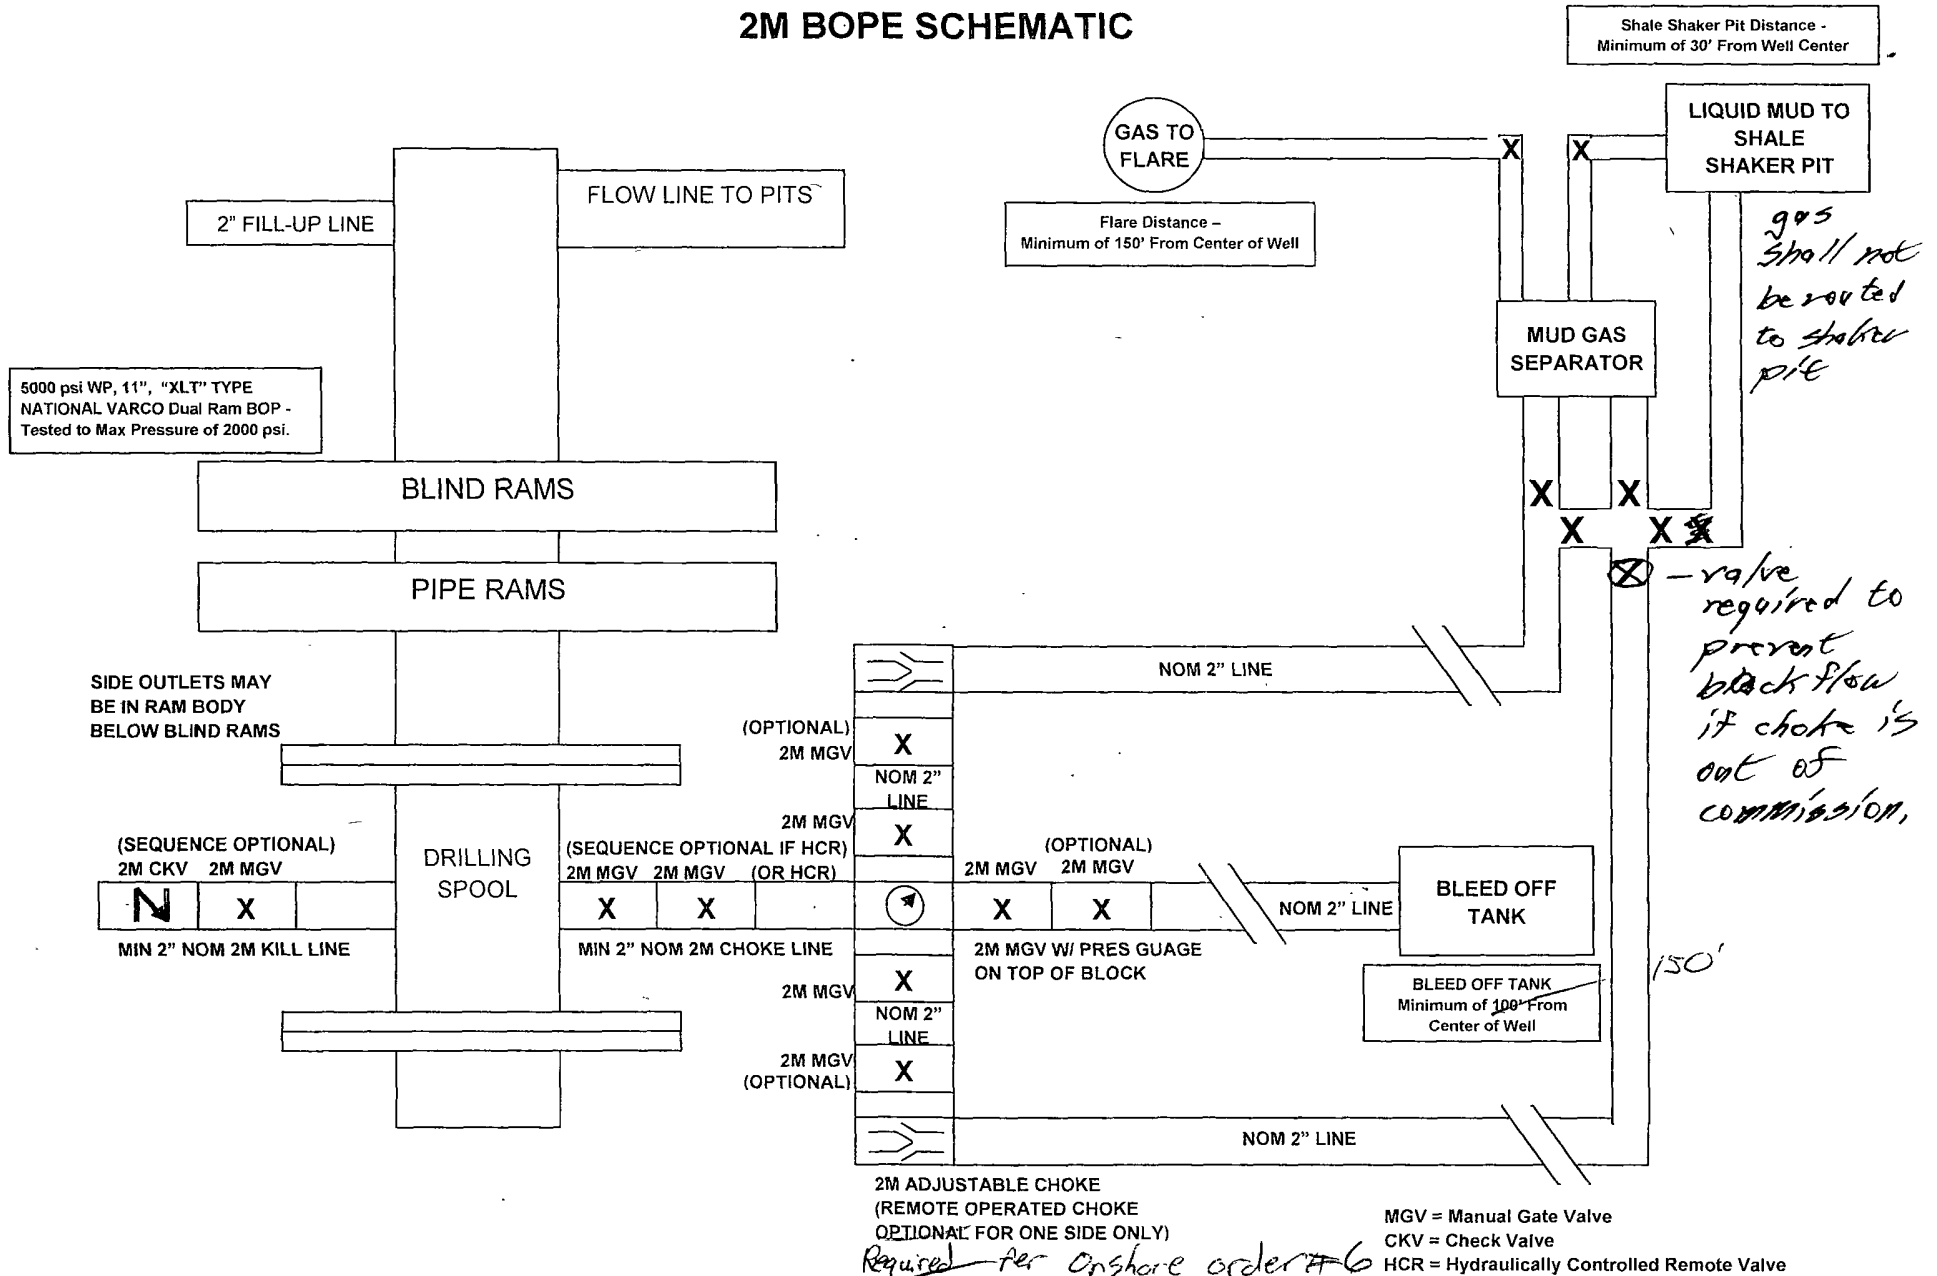 2M BOPE SCHEMATIC
Shale Shaker Pit Distance -
Minimum of 30' From Well Center
GAS TO
FLARE
X
X
LIQUID MUD TO
SHALE
SHAKER PIT
FLOW LINE TO PITS
2" FILL-UP LINE
Flare Distance –
Minimum of 150' From Center of Well
gas
shall not
be routed
to shaker
pit
MUD GAS
SEPARATOR
5000 psi WP, 11", "XLT" TYPE
NATIONAL VARCO Dual Ram BOP -
Tested to Max Pressure of 2000 psi.
BLIND RAMS
X
X
X
X
PIPE RAMS
X
- valve
required to
prevent
back flow
if choke is
out of
commission.
NOM 2" LINE
SIDE OUTLETS MAY
BE IN RAM BODY
BELOW BLIND RAMS
(OPTIONAL)
2M MGV
X
NOM 2"
LINE
2M MGV
X
(SEQUENCE OPTIONAL)
2M CKV 2M MGV
N X
MIN 2" NOM 2M KILL LINE
DRILLING
SPOOL
(SEQUENCE OPTIONAL IF HCR)
2M MGV 2M MGV (OR HCR)
X X
MIN 2" NOM 2M CHOKE LINE
(OPTIONAL)
2M MGV 2M MGV
X X
2M MGV W/ PRES GUAGE
ON TOP OF BLOCK
NOM 2" LINE
BLEED OFF
TANK
150'
BLEED OFF TANK
Minimum of 100' From
Center of Well
2M MGV
X
NOM 2"
LINE
2M MGV
(OPTIONAL)
X
NOM 2" LINE
2M ADJUSTABLE CHOKE
(REMOTE OPERATED CHOKE
OPTIONAL FOR ONE SIDE ONLY)
Required per Onshore order #6
MGV = Manual Gate Valve
CKV = Check Valve
HCR = Hydraulically Controlled Remote Valve